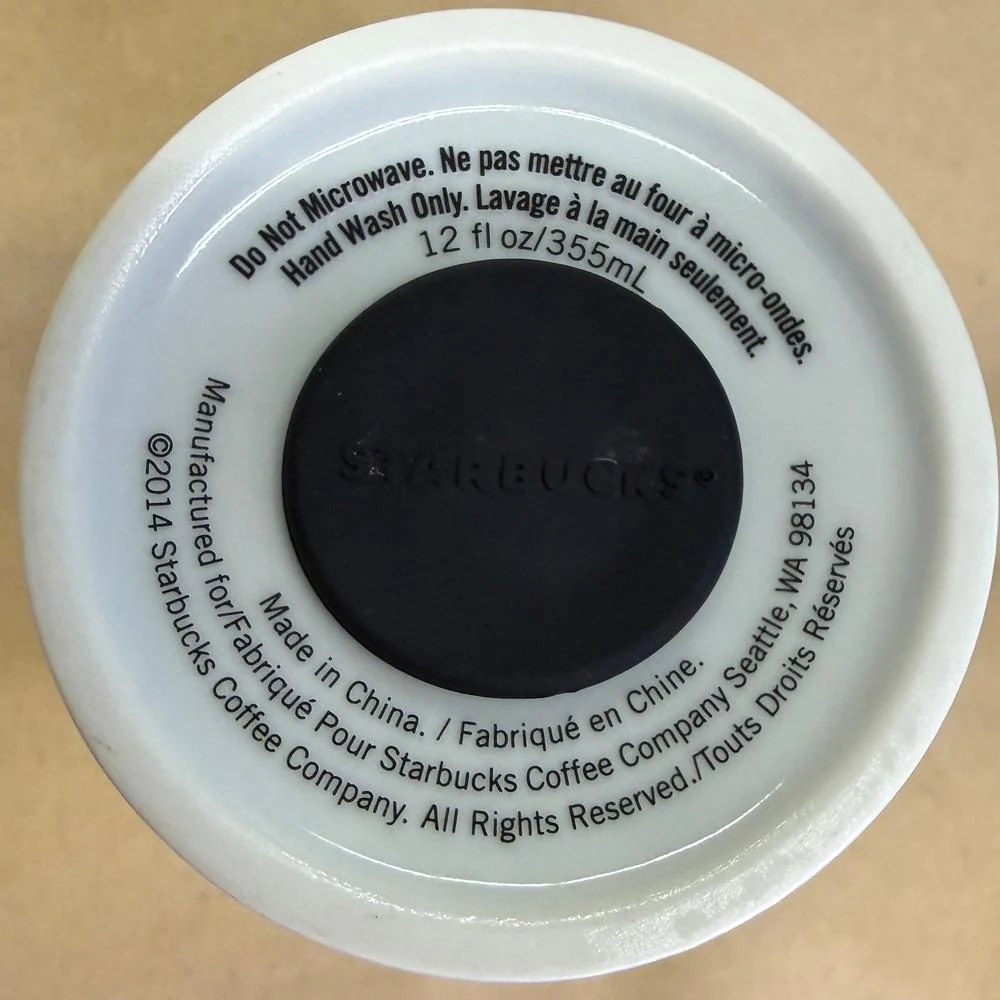 Do Not Microwave. Ne pas mettre au four à micro-ondes.
Hand Wash Only. Lavage à la main seulement.
12 fl oz/355mL
STARBUCKS®
Made in China. / Fabriqué en Chine.
Manufactured for/Fabriqué Pour Starbucks Coffee Company Seattle, WA 98134
©2014 Starbucks Coffee Company. All Rights Reserved./Touts Droits Réservés